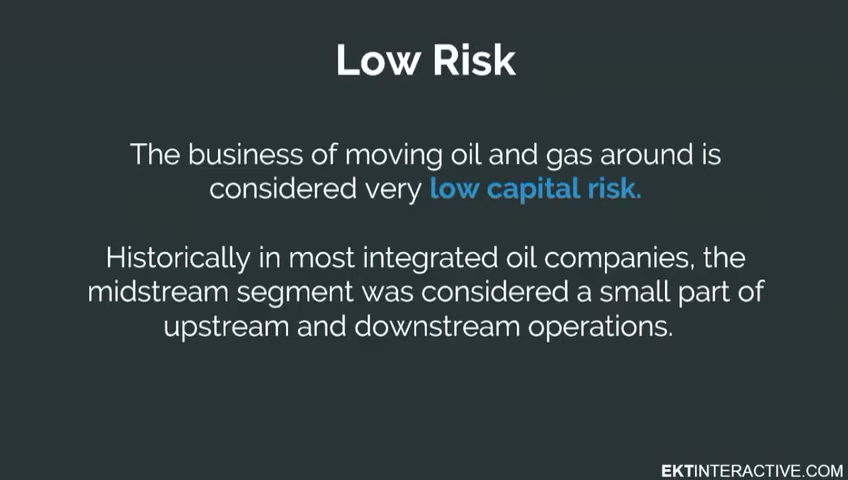 Low Risk
The business of moving oil and gas around is
considered very low capital risk.
Historically in most integrated oil companies, the
midstream segment was considered a small part of
upstream and downstream operations.
EKTINTERACTIVE.COM